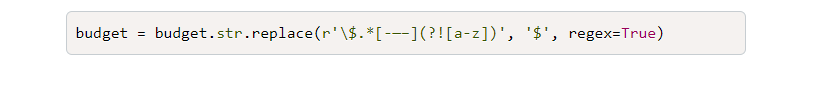 budget = budget.str.replace(r'\$.*[-—–](?![a-z])', '$', regex=True)